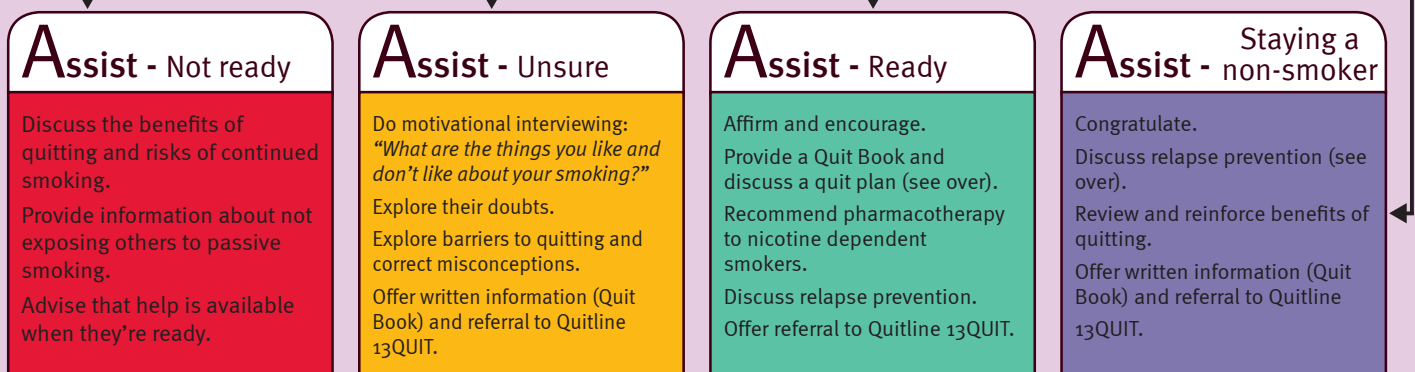 Assist - Not ready
Discuss the benefits of
quitting and risks of continued
smoking.
Provide information about not
exposing others to passive
smoking.
Advise that help is available
when they're ready.
Assist - Unsure
Do motivational interviewing:
"What are the things you like and
don't like about your smoking?"
Explore their doubts.
Explore barriers to quitting and
correct misconceptions.
Offer written information (Quit
Book) and referral to Quitline
13QUIT.
Assist - Ready
Affirm and encourage.
Provide a Quit Book and
discuss a quit plan (see over).
Recommend pharmacotherapy
to nicotine dependent
smokers.
Discuss relapse prevention.
Offer referral to Quitline 13QUIT.
Assist - Staying a
non-smoker
Congratulate.
Discuss relapse prevention (see
over).
Review and reinforce benefits of
quitting.
Offer written information (Quit
Book) and referral to Quitline
13QUIT.